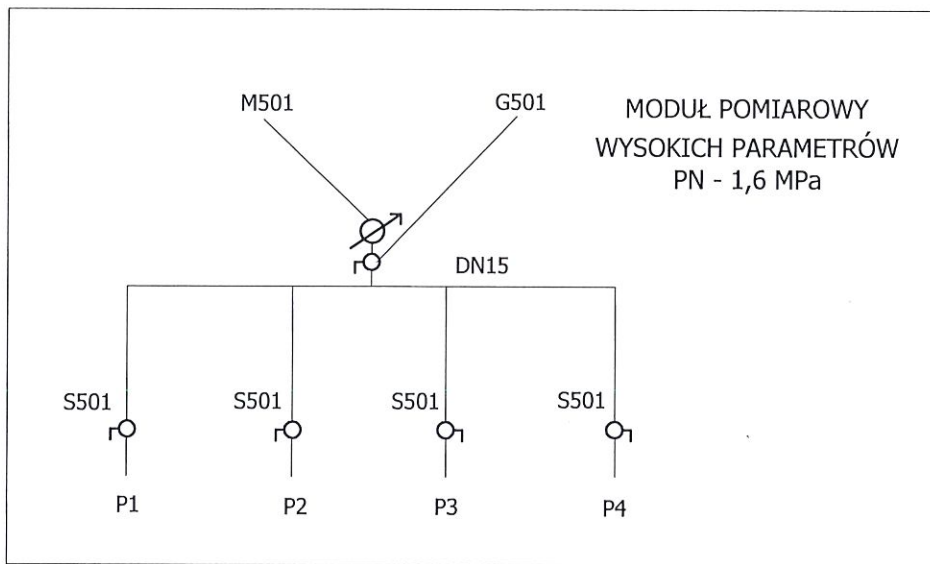 M501
G501
MODUŁ POMIAROWY
WYSOKICH PARAMETRÓW
PN - 1,6 MPa
DN15
S501
S501
S501
S501
P1
P2
P3
P4